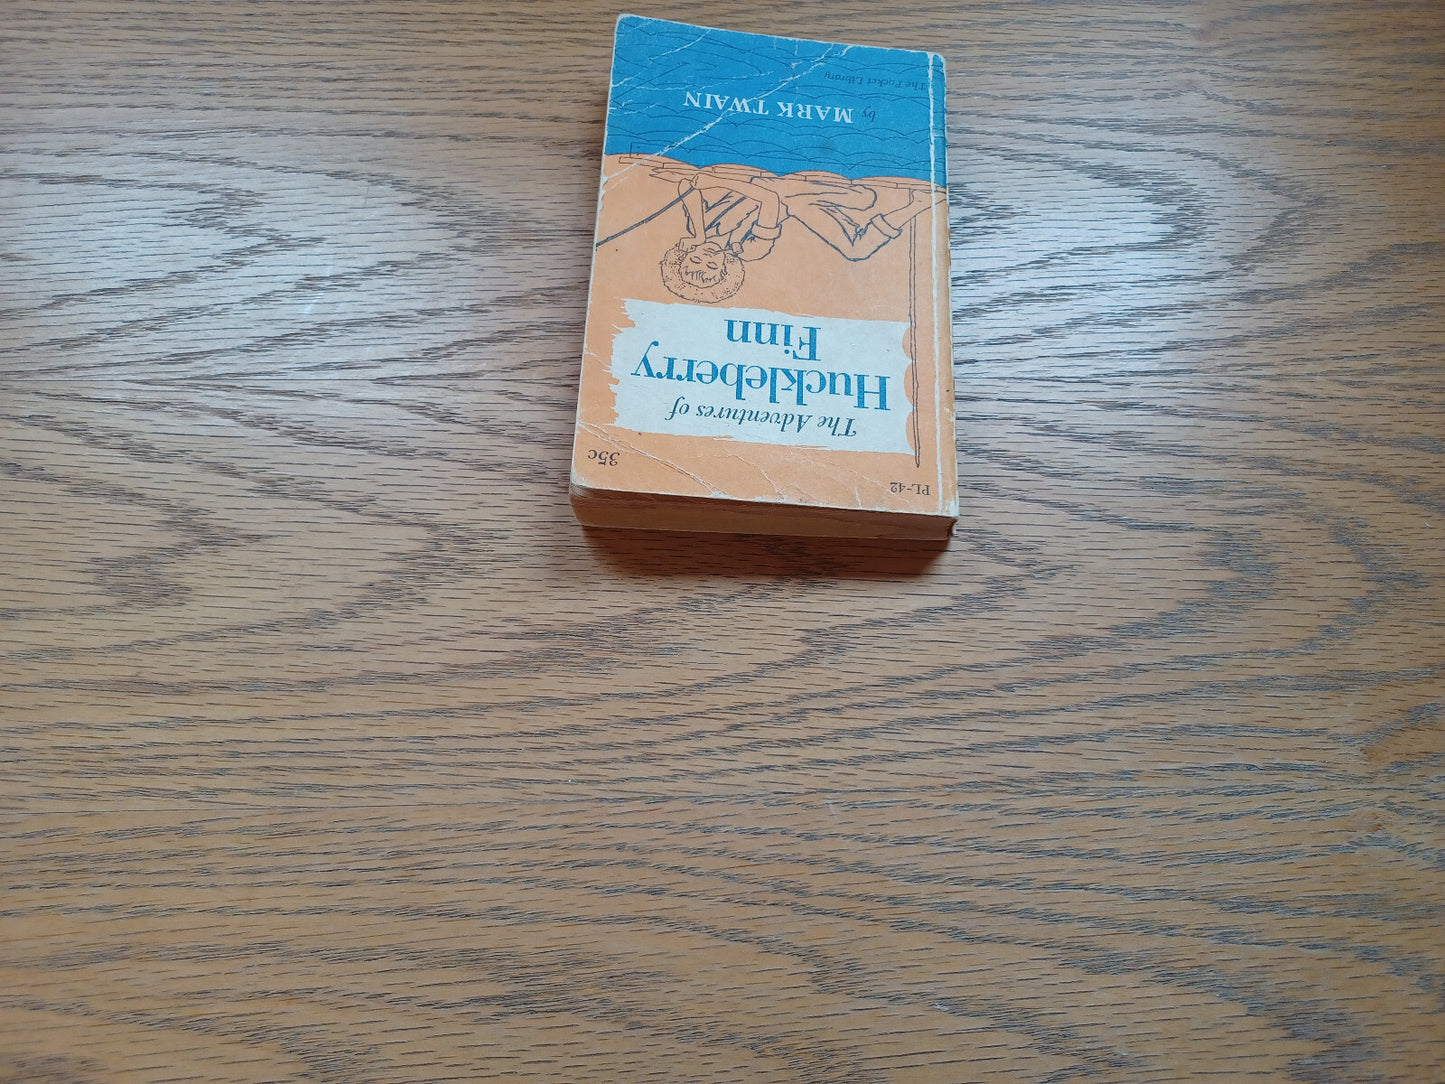 PL-42
35c
The Adventures of
Huckleberry
Finn
by MARK TWAIN
The Pocket Library